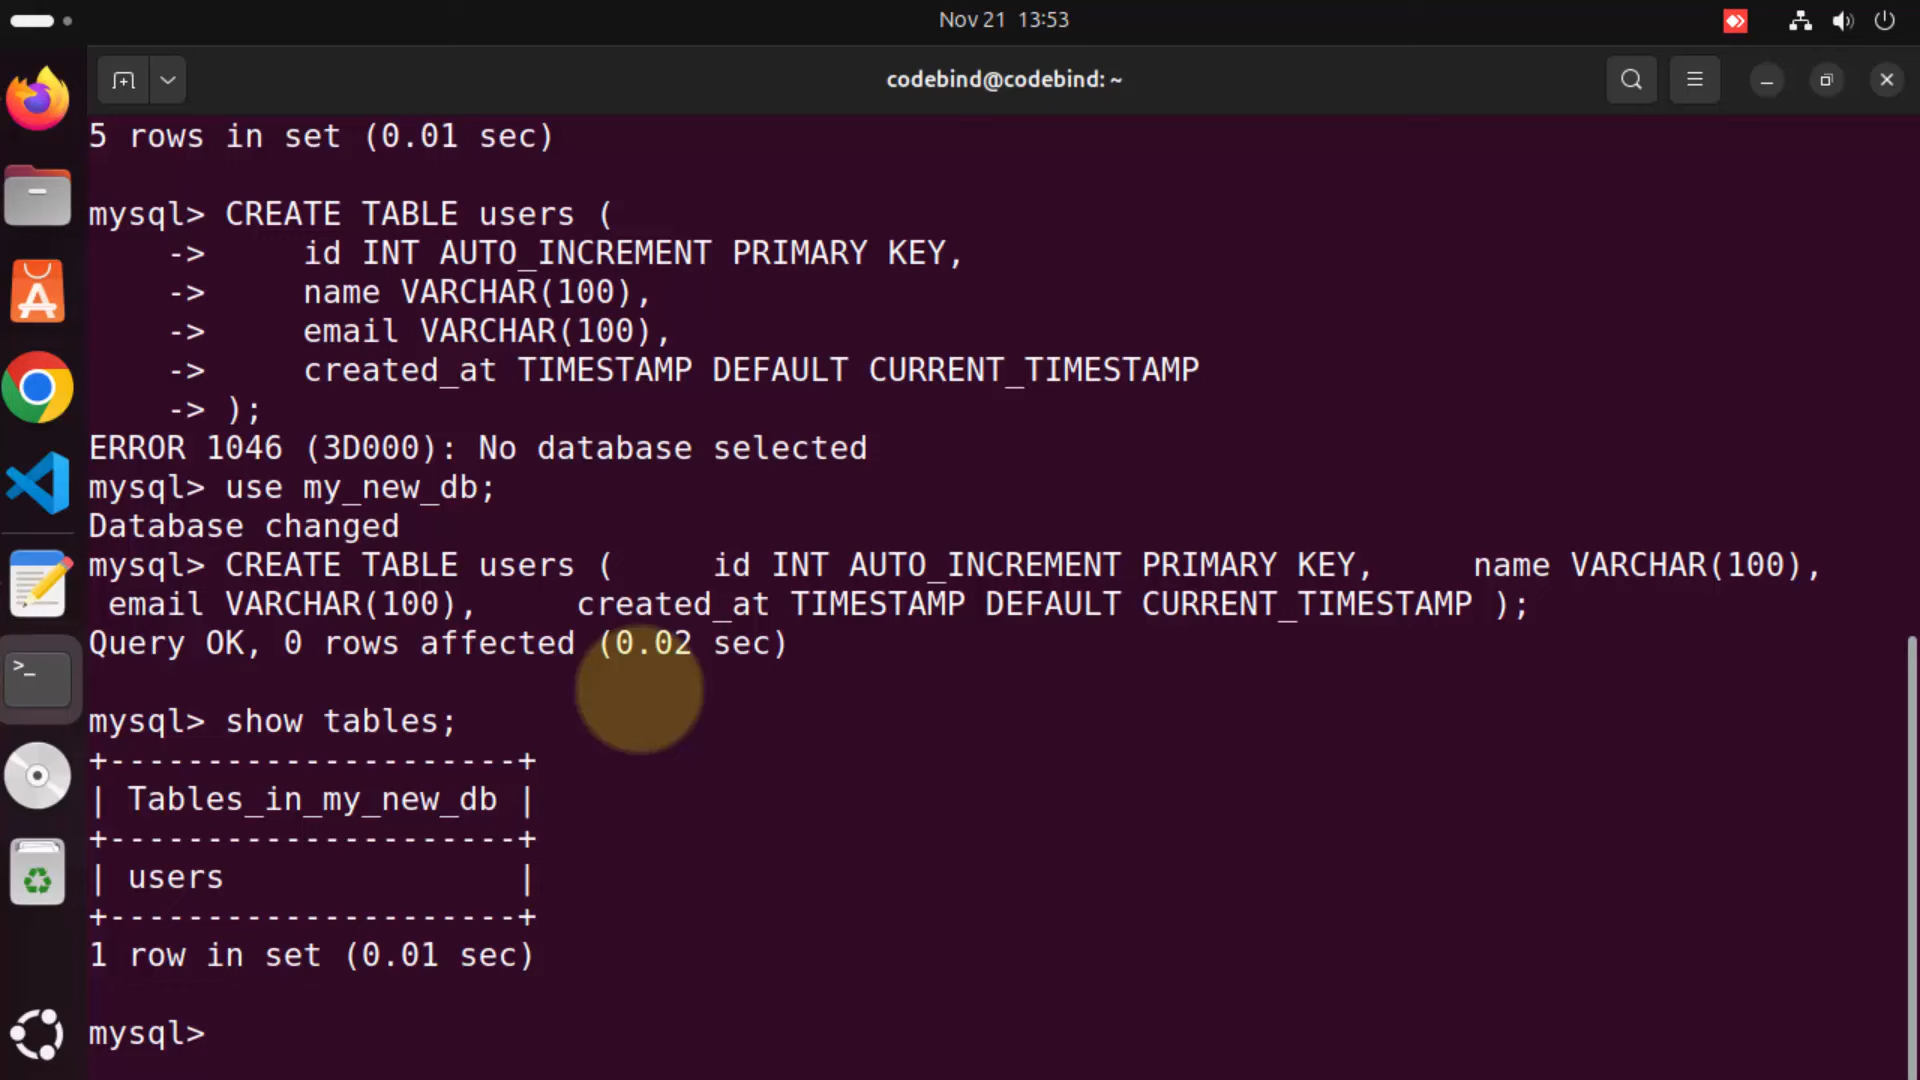 Nov 21 13:53
codebind@codebind: ~
5 rows in set (0.01 sec)
mysql> CREATE TABLE users (
    ->     id INT AUTO_INCREMENT PRIMARY KEY,
    ->     name VARCHAR(100),
    ->     email VARCHAR(100),
    ->     created_at TIMESTAMP DEFAULT CURRENT_TIMESTAMP
    -> );
ERROR 1046 (3D000): No database selected
mysql> use my_new_db;
Database changed
mysql> CREATE TABLE users (     id INT AUTO_INCREMENT PRIMARY KEY,     name VARCHAR(100),
 email VARCHAR(100),     created_at TIMESTAMP DEFAULT CURRENT_TIMESTAMP );
Query OK, 0 rows affected (0.02 sec)
mysql> show tables;
+---------------------+
| Tables_in_my_new_db |
+---------------------+
| users               |
+---------------------+
1 row in set (0.01 sec)
mysql>